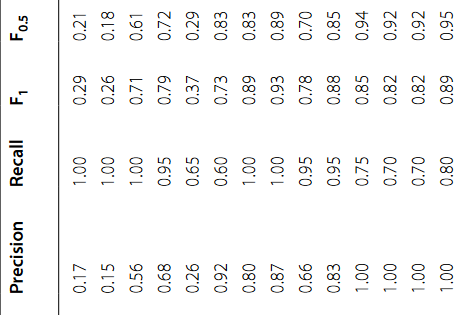 Precision Recall F1 F0.5
0.17 1.00 0.29 0.21
0.15 1.00 0.26 0.18
0.56 1.00 0.71 0.61
0.68 0.95 0.79 0.72
0.26 0.65 0.37 0.29
0.92 0.60 0.73 0.83
0.80 1.00 0.89 0.83
0.87 1.00 0.93 0.89
0.66 0.95 0.78 0.70
0.83 0.95 0.88 0.85
1.00 0.75 0.85 0.94
1.00 0.70 0.82 0.92
1.00 0.70 0.82 0.92
1.00 0.80 0.89 0.95